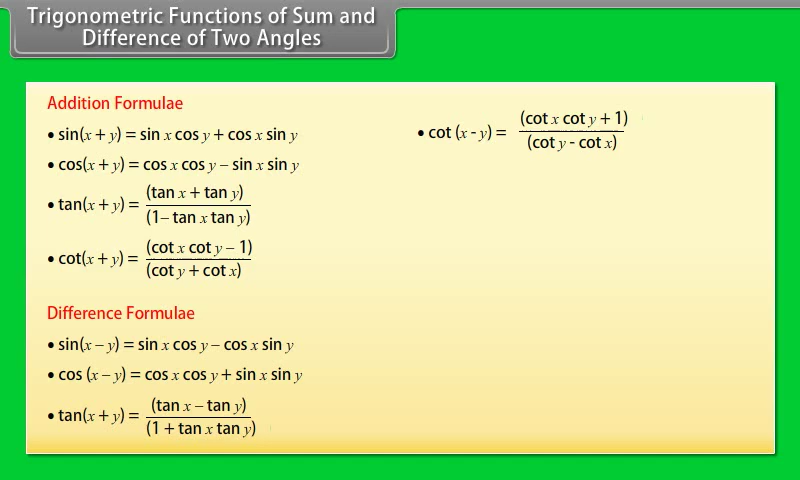 Trigonometric Functions of Sum and
Difference of Two Angles
Addition Formulae
• sin(x + y) = sin x cos y + cos x sin y
• cos(x + y) = cos x cos y – sin x sin y
• tan(x + y) = (tan x + tan y) / (1– tan x tan y)
• cot(x + y) = (cot x cot y – 1) / (cot y + cot x)
Difference Formulae
• sin(x – y) = sin x cos y – cos x sin y
• cos (x – y) = cos x cos y + sin x sin y
• tan(x + y) = (tan x – tan y) / (1 + tan x tan y)
• cot (x - y) = (cot x cot y + 1) / (cot y - cot x)